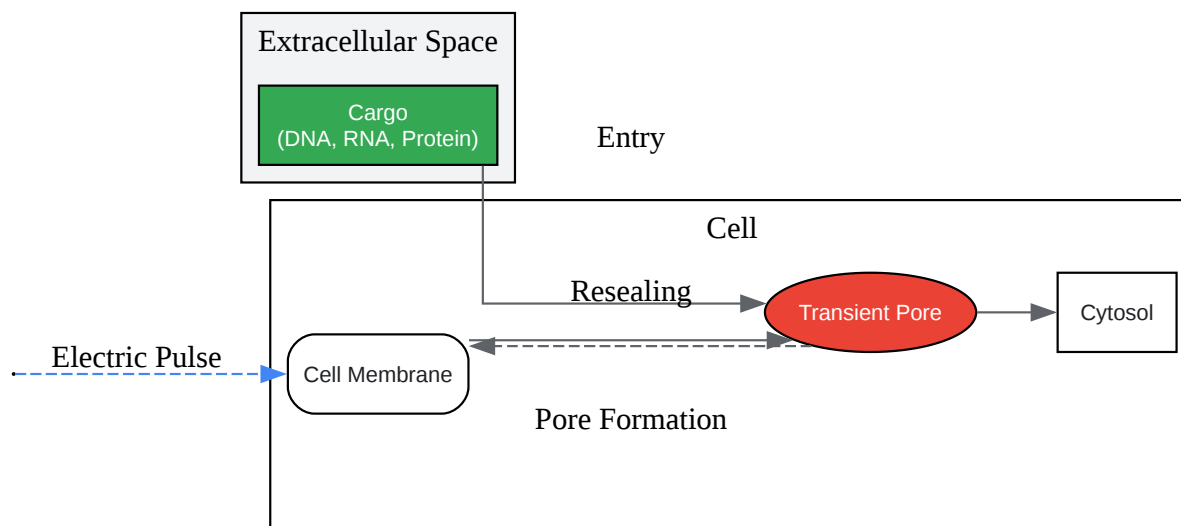 Extracellular Space
Cargo
(DNA, RNA, Protein)
Entry
Cell
Resealing
Transient Pore
Cytosol
Electric Pulse
Cell Membrane
Pore Formation